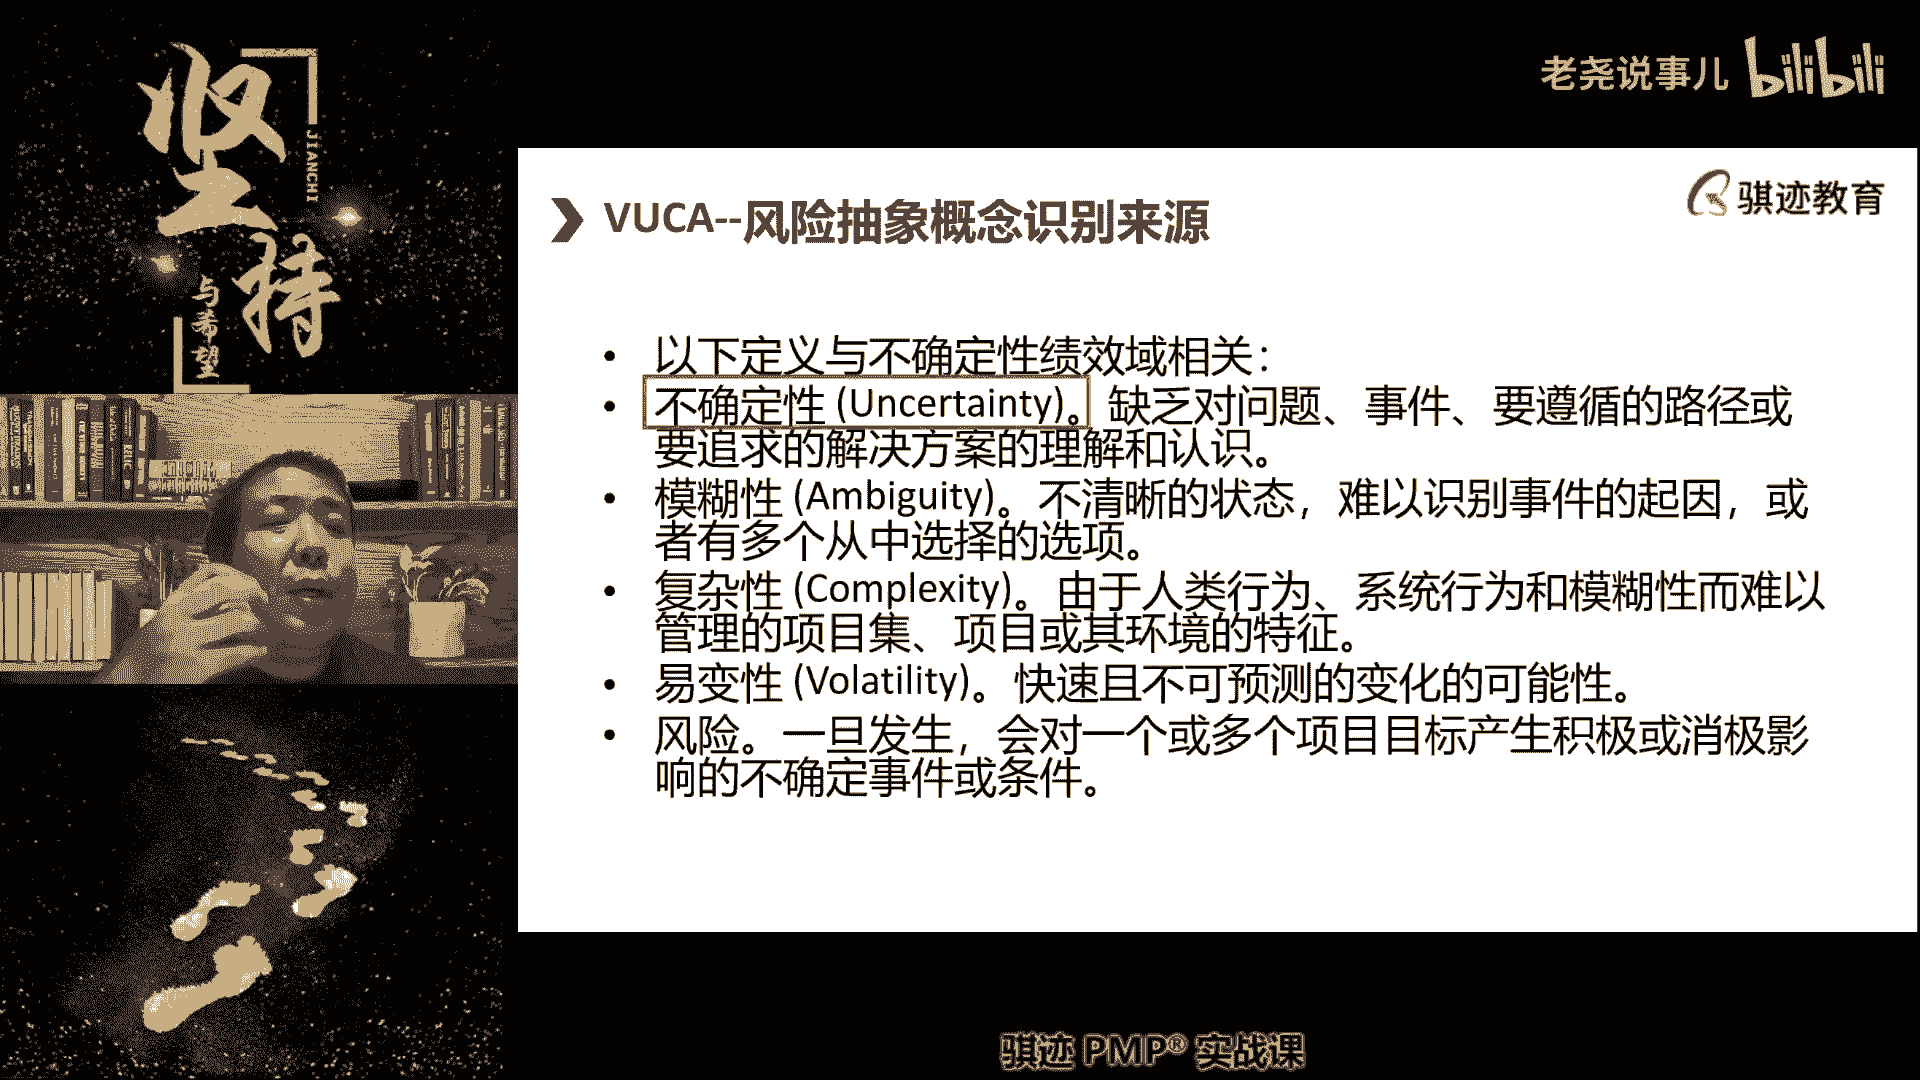 坚持
JIANCHI
与希望
老尧说事儿 bilibili
骐迹教育
VUCA--风险抽象概念识别来源
• 以下定义与不确定性绩效域相关：
• 不确定性 (Uncertainty)。缺乏对问题、事件、要遵循的路径或
要追求的解决方案的理解和认识。
• 模糊性 (Ambiguity)。不清晰的状态，难以识别事件的起因，或
者有多个从中选择的选项。
• 复杂性 (Complexity)。由于人类行为、系统行为和模糊性而难以
管理的项目集、项目或其环境的特征。
• 易变性 (Volatility)。快速且不可预测的变化的可能性。
• 风险。一旦发生，会对一个或多个项目目标产生积极或消极影
响的不确定事件或条件。
骐迹 PMP® 实战课